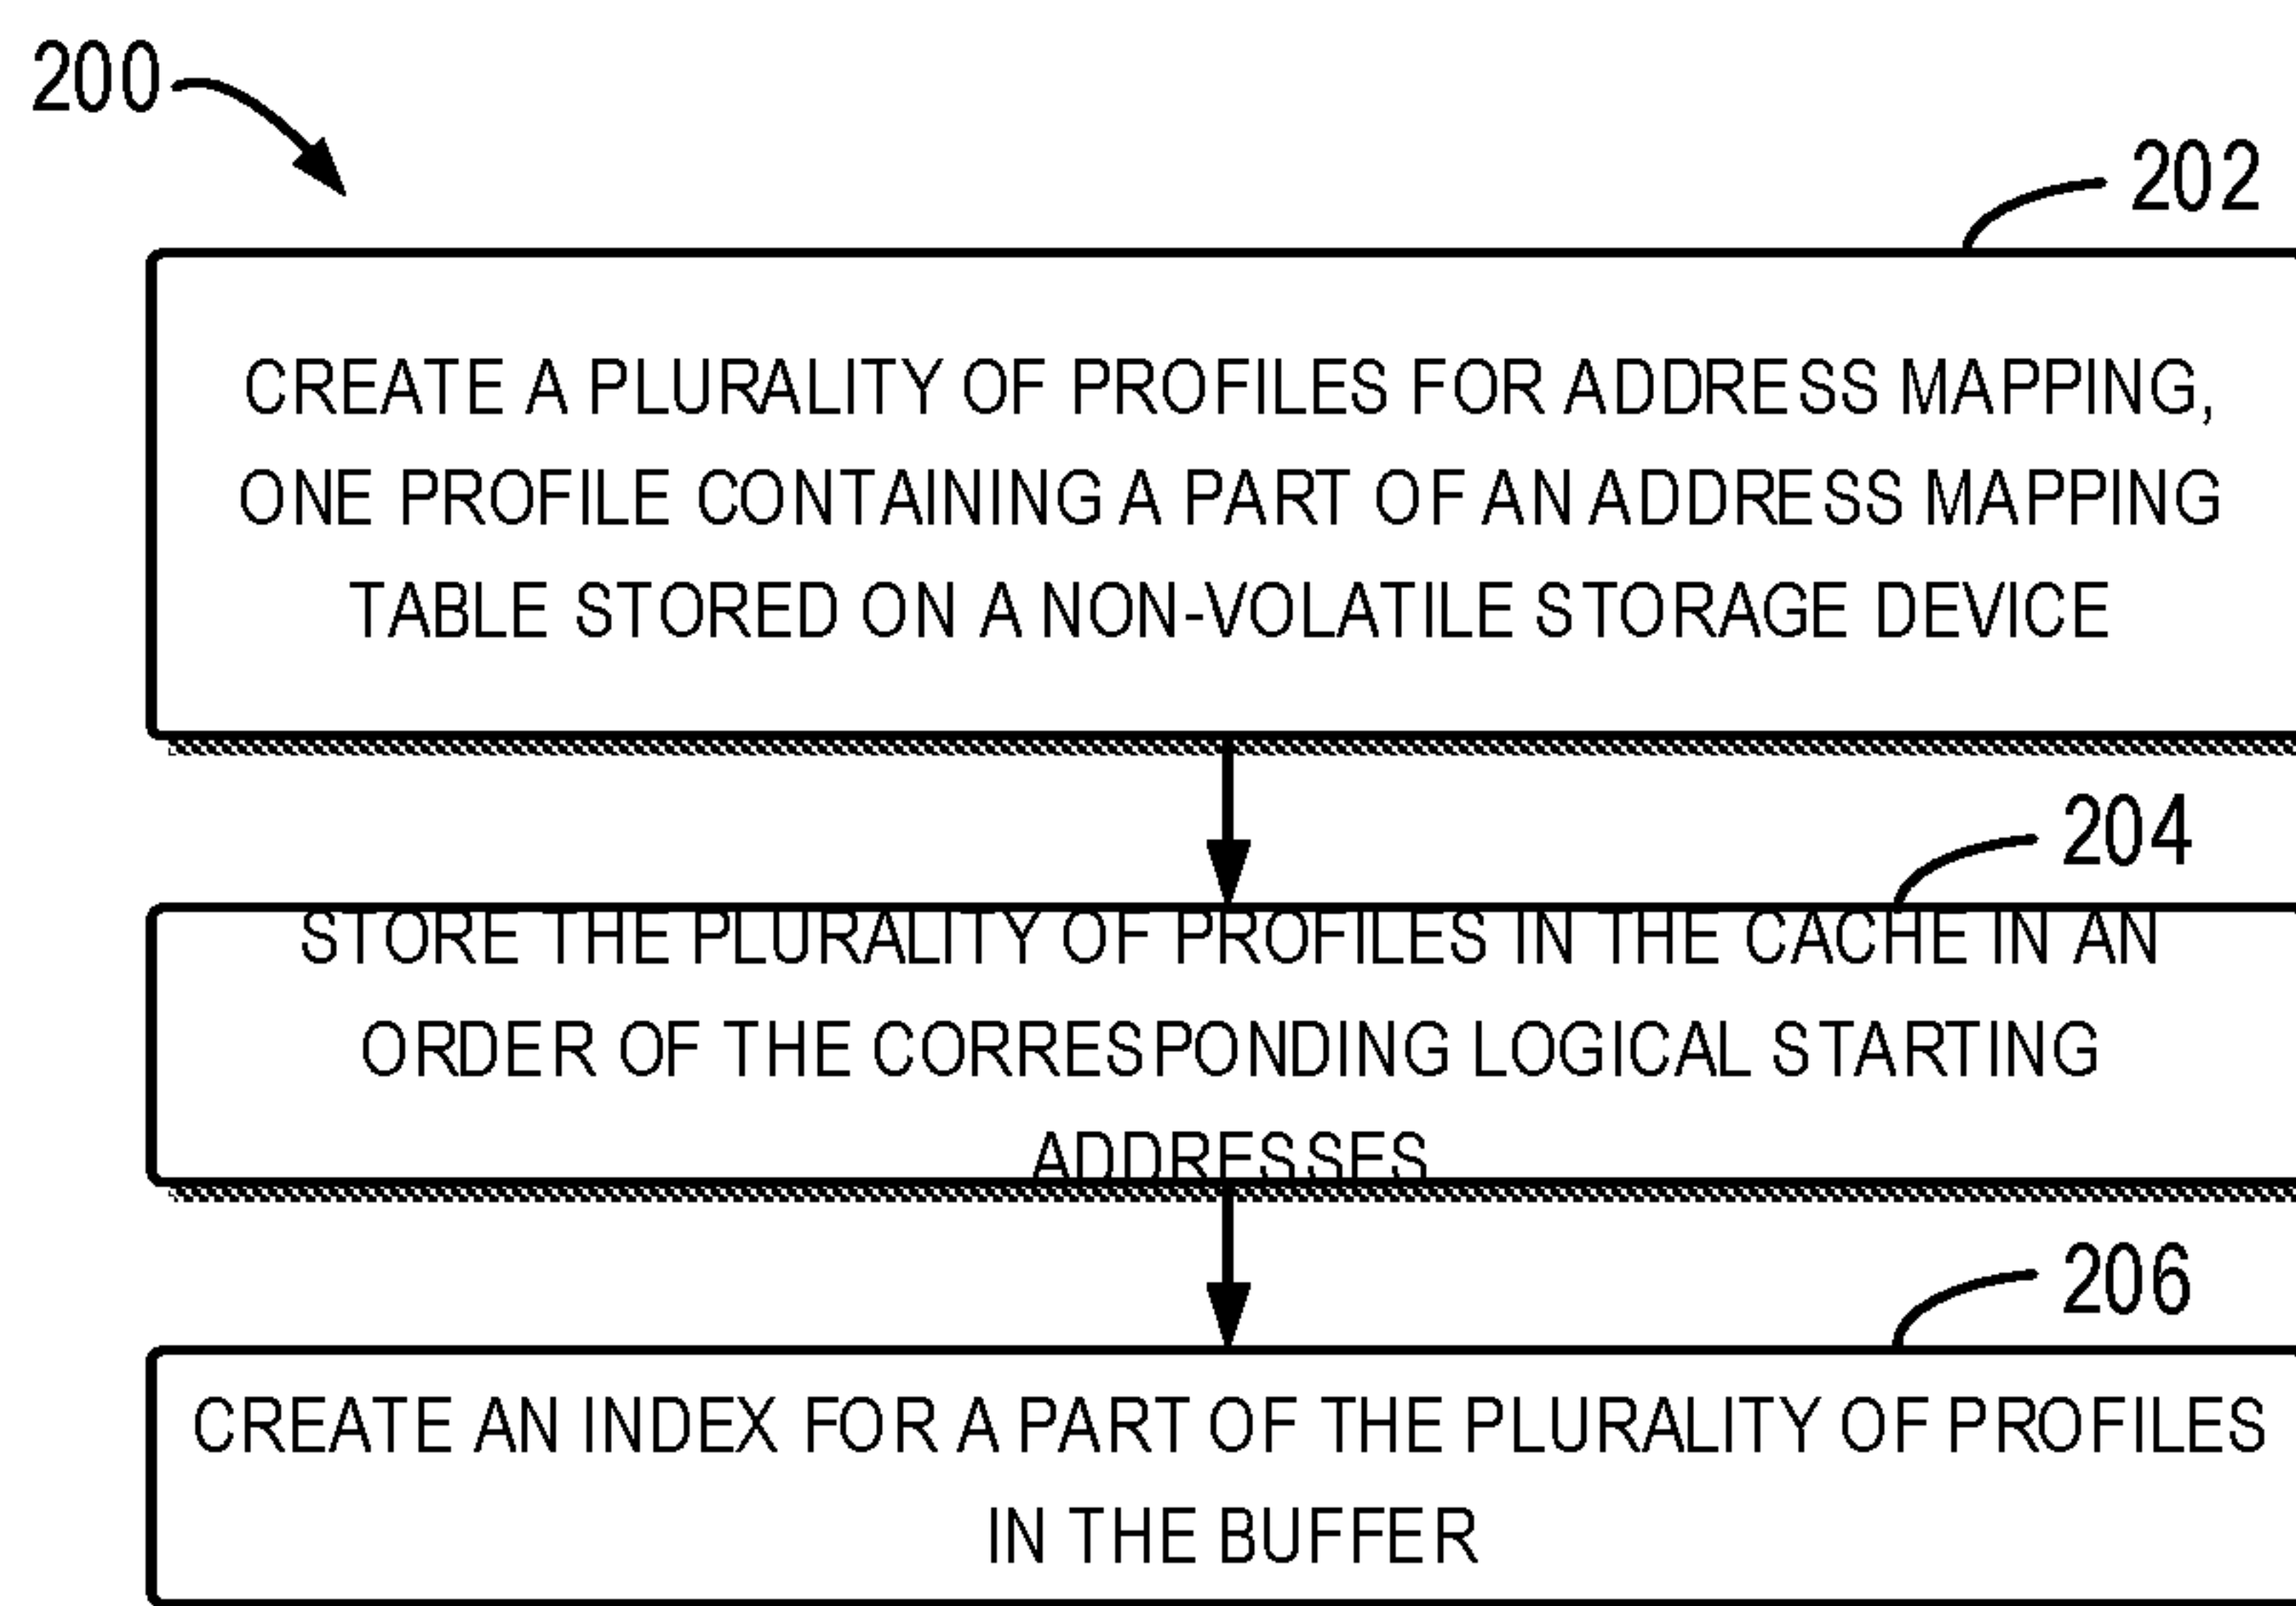 200
202
CREATE A PLURALITY OF PROFILES FOR ADDRESS MAPPING,
ONE PROFILE CONTAINING A PART OF AN ADDRESS MAPPING
TABLE STORED ON A NON-VOLATILE STORAGE DEVICE
204
STORE THE PLURALITY OF PROFILES IN THE CACHE IN AN
ORDER OF THE CORRESPONDING LOGICAL STARTING
ADDRESSES
206
CREATE AN INDEX FOR A PART OF THE PLURALITY OF PROFILES
IN THE BUFFER